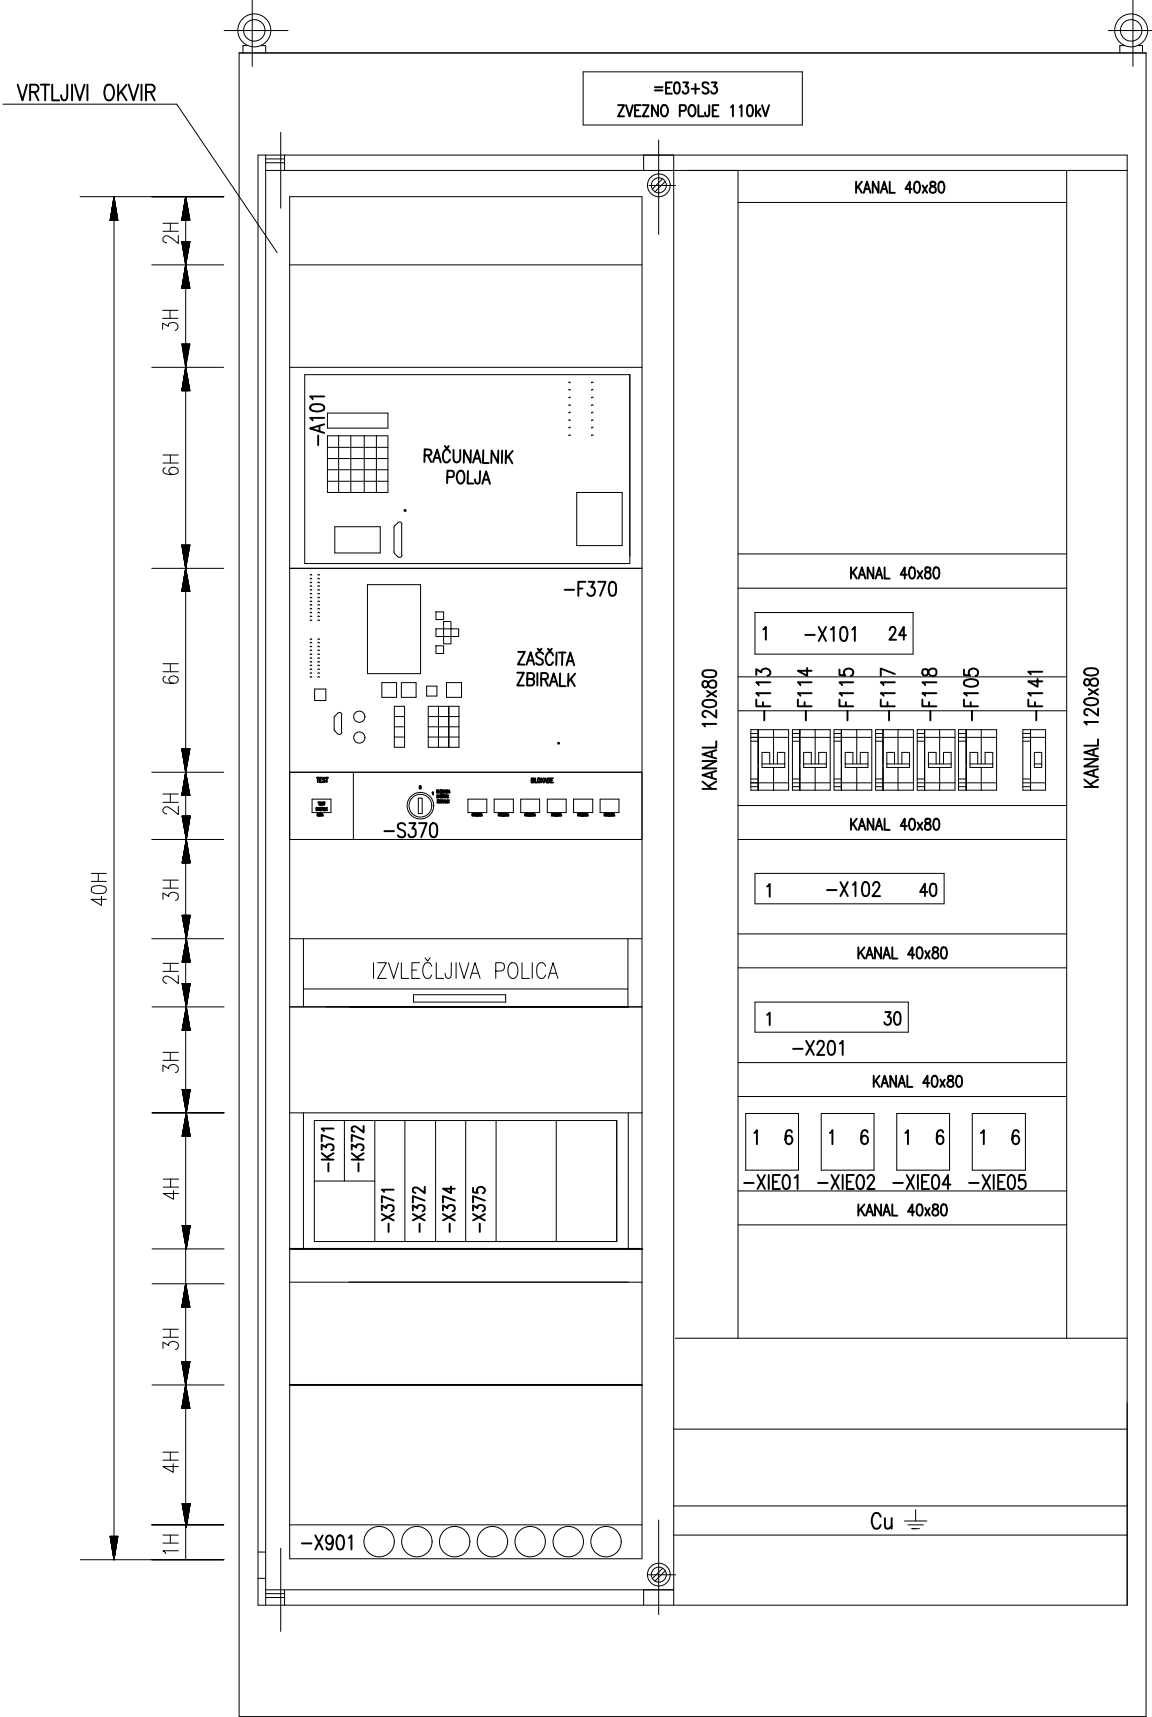 =E03+S3
ZVEZNO POLJE 110kV
VRTLJIVI OKVIR
40H
2H
3H
6H
6H
2H
3H
2H
3H
4H
3H
4H
1H
-A101
RAČUNALNIK
POLJA
-F370
ZAŠČITA
ZBIRALK
TEST
BLOKADE
0
1
-S370
IZVLEČLJIVA POLICA
-K371
-K372
-X371
-X372
-X374
-X375
-X901
KANAL 120x80
KANAL 40x80
KANAL 40x80
1 -X101 24
-F113
-F114
-F115
-F117
-F118
-F105
-F141
KANAL 40x80
1 -X102 40
KANAL 40x80
1 30
-X201
KANAL 40x80
1 6
1 6
1 6
1 6
-XIE01
-XIE02
-XIE04
-XIE05
KANAL 40x80
KANAL 120x80
Cu